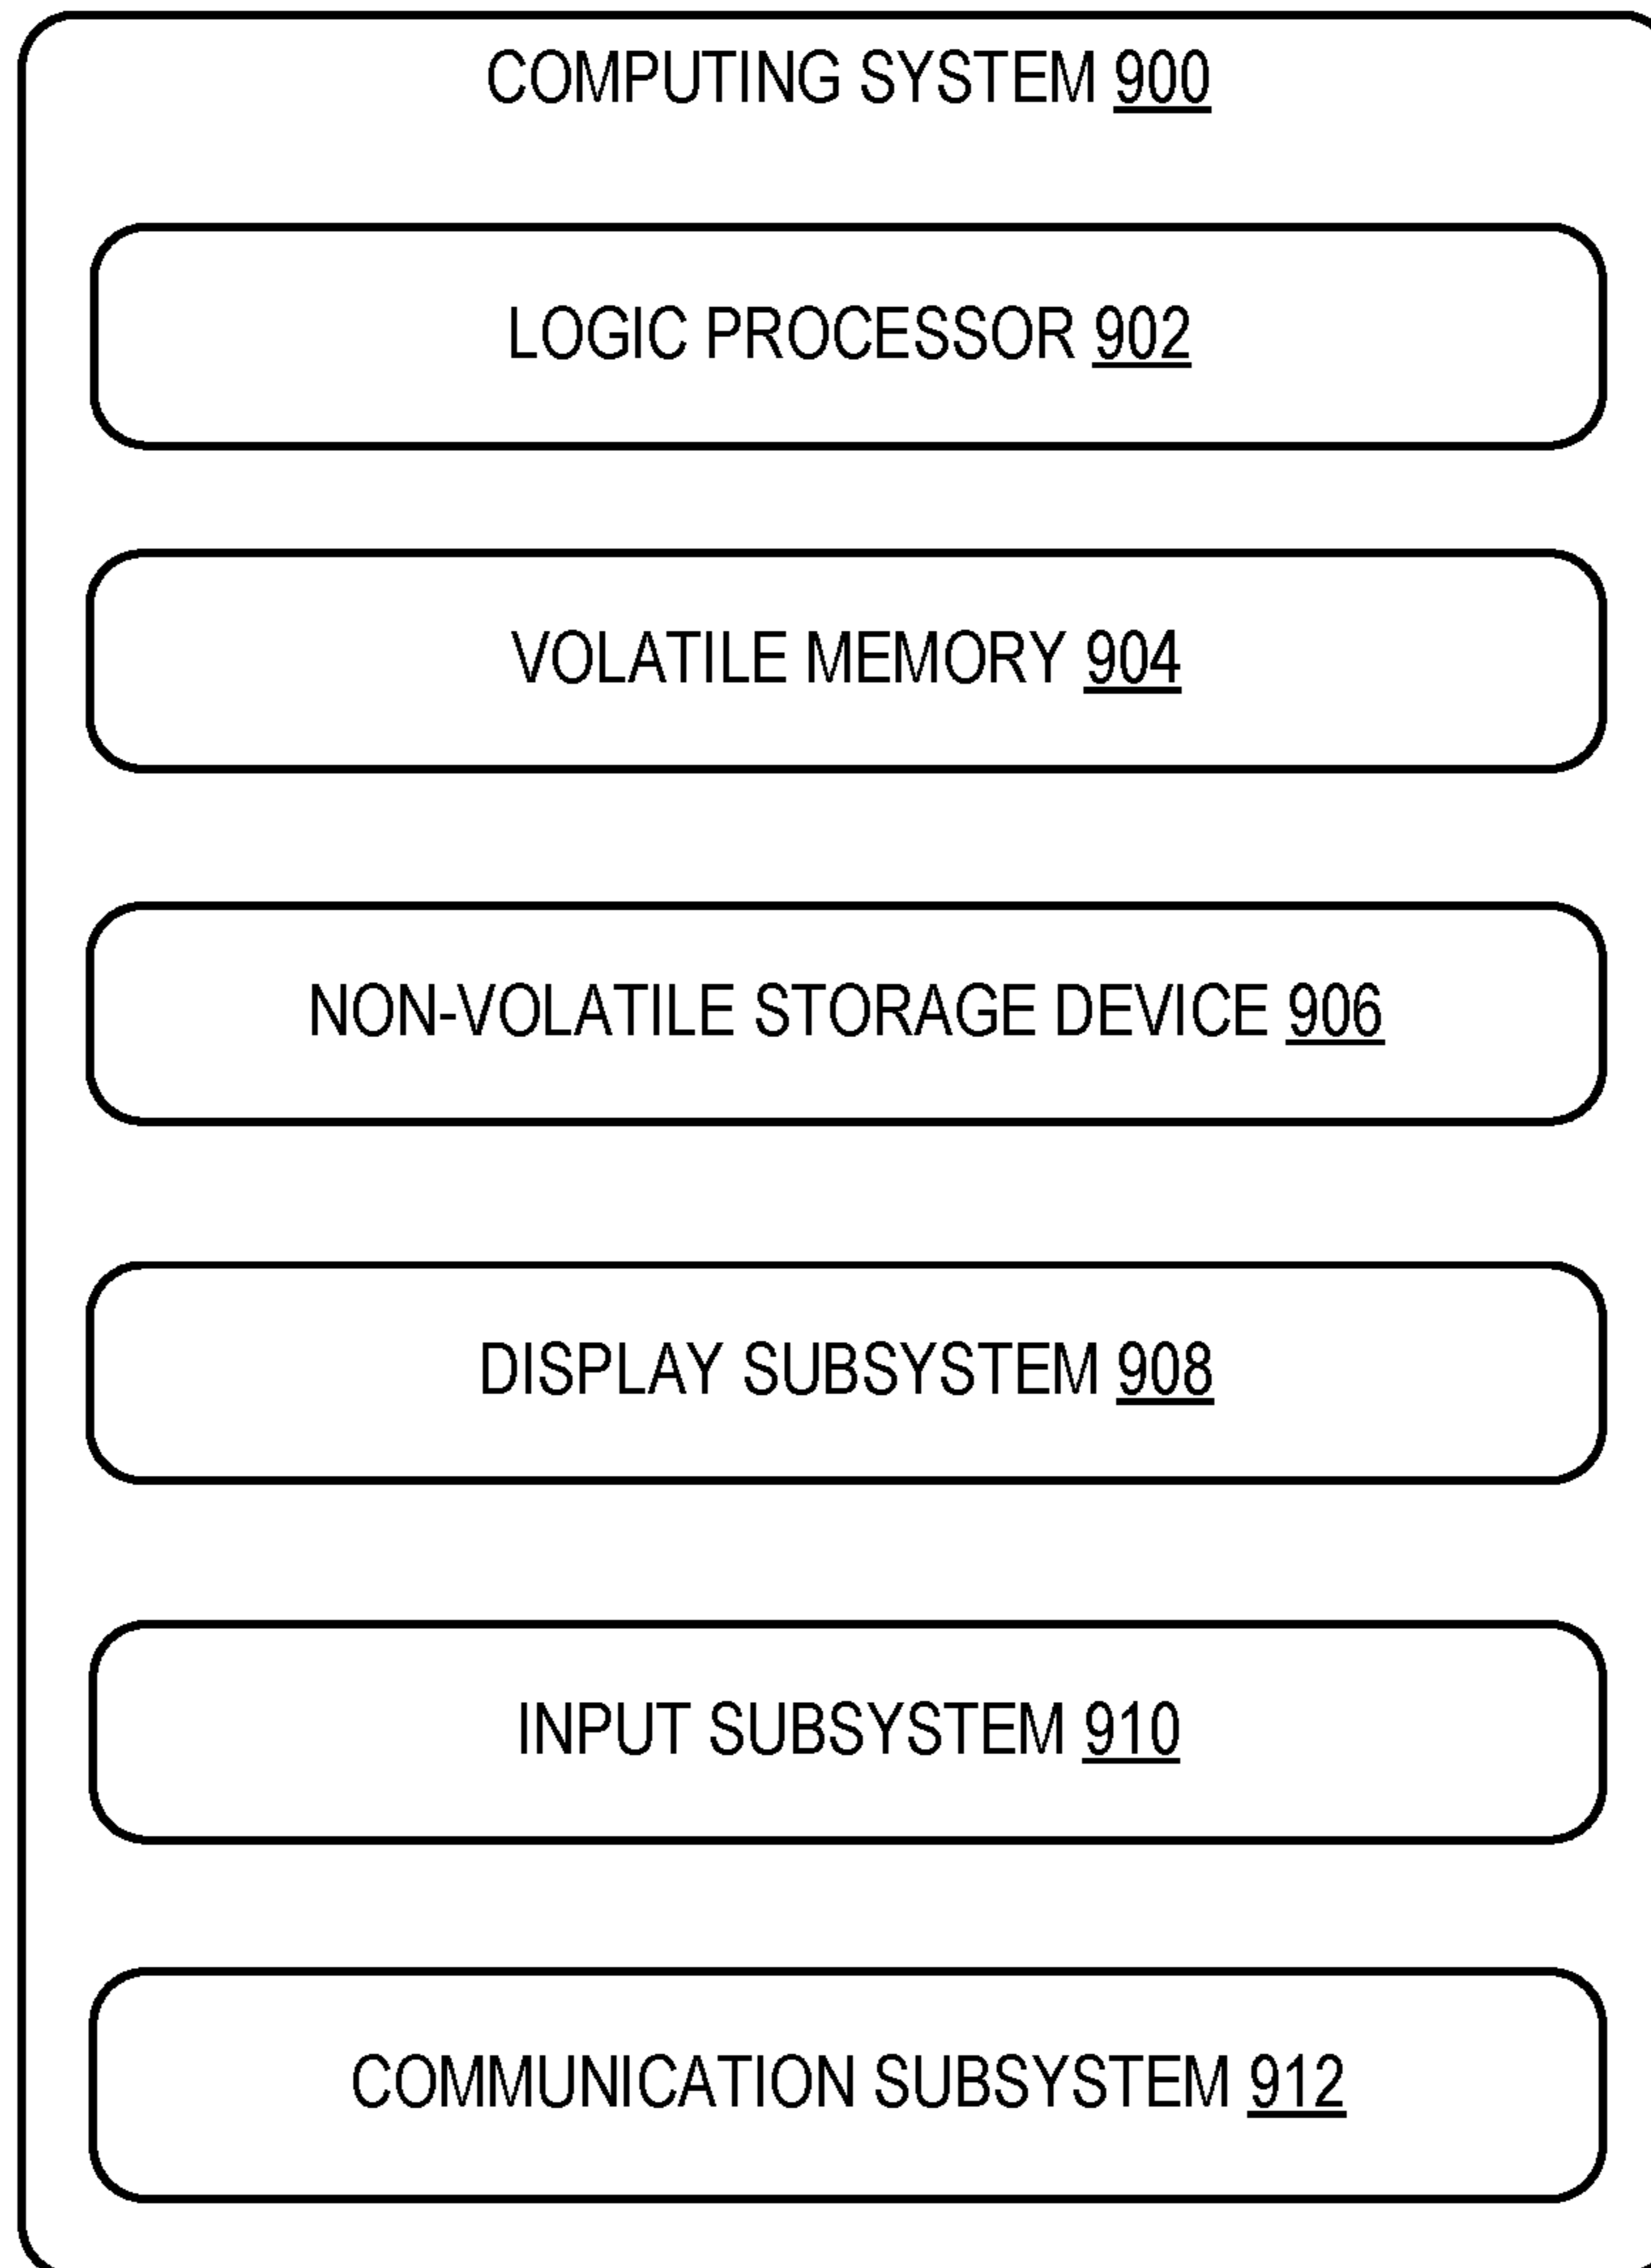 COMPUTING SYSTEM 900
LOGIC PROCESSOR 902
VOLATILE MEMORY 904
NON-VOLATILE STORAGE DEVICE 906
DISPLAY SUBSYSTEM 908
INPUT SUBSYSTEM 910
COMMUNICATION SUBSYSTEM 912